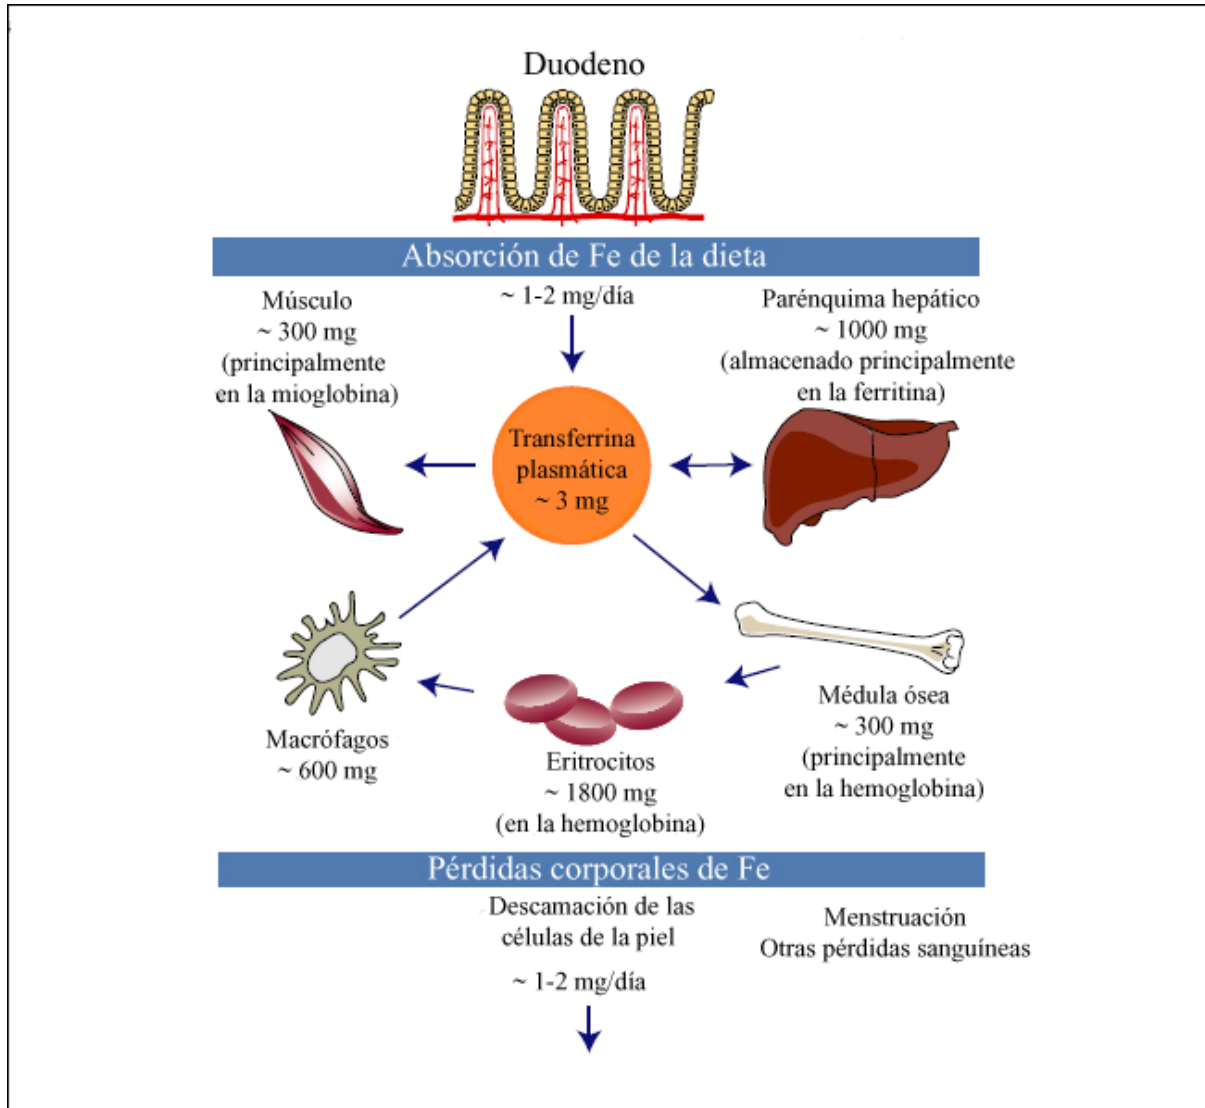 Duodeno
Absorción de Fe de la dieta
~ 1-2 mg/día
Músculo
~ 300 mg
(principalmente
en la mioglobina)
Parénquima hepático
~ 1000 mg
(almacenado principalmente
en la ferritina)
Transferrina
plasmática
~ 3 mg
Macrófagos
~ 600 mg
Eritrocitos
~ 1800 mg
(en la hemoglobina)
Médula ósea
~ 300 mg
(principalmente
en la hemoglobina)
Pérdidas corporales de Fe
Descamación de las
células de la piel
~ 1-2 mg/día
Menstruación
Otras pérdidas sanguíneas